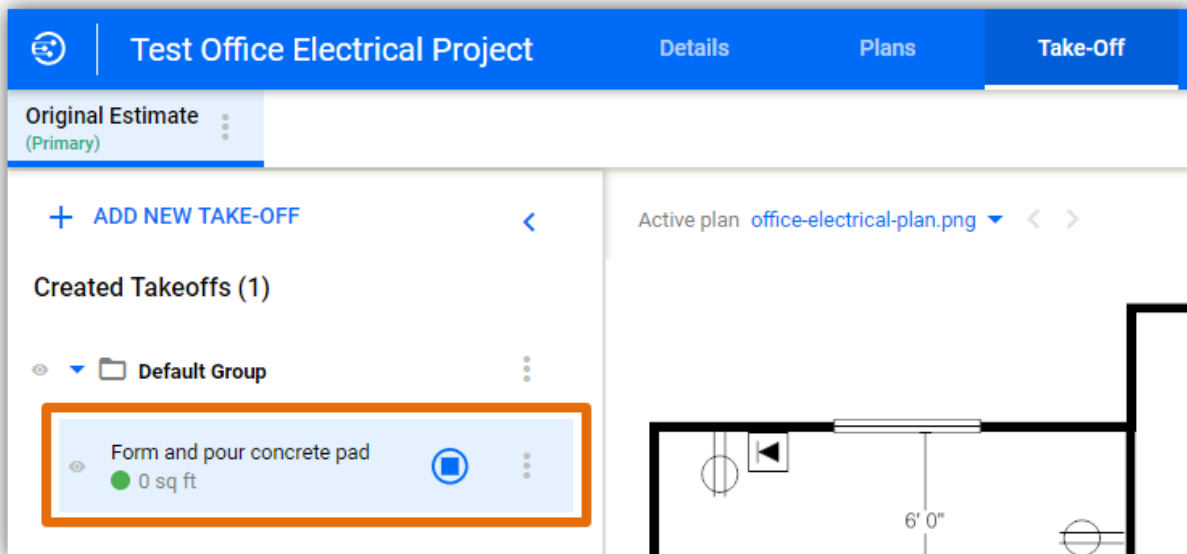 Test Office Electrical Project
Details
Plans
Take-Off
Original Estimate
(Primary)
ADD NEW TAKE-OFF
Active plan office-electrical-plan.png
Created Takeoffs (1)
Default Group
Form and pour concrete pad
0 sq ft
6' 0"